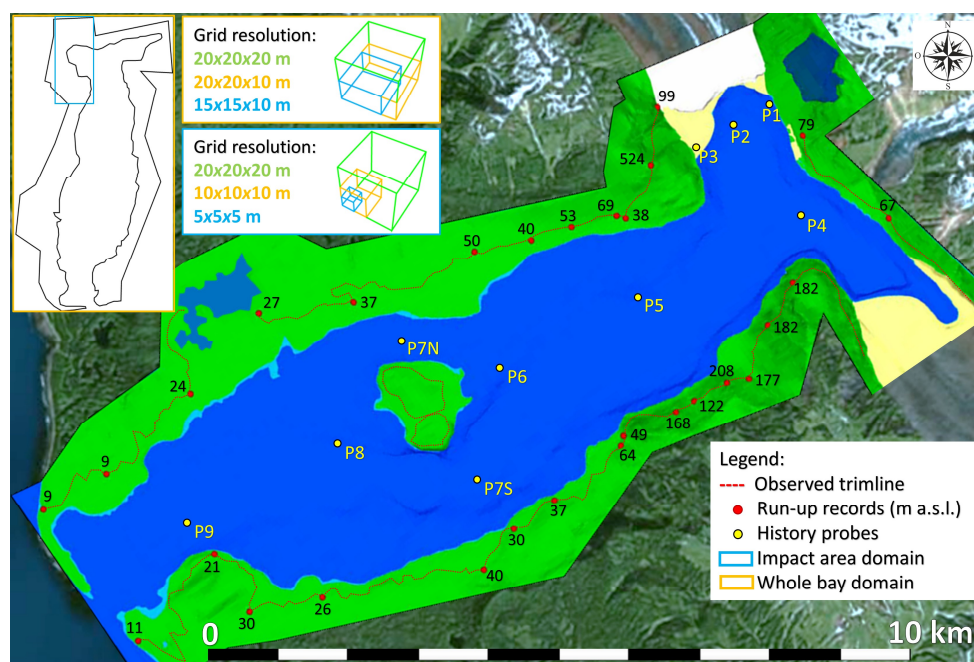 Grid resolution:
20x20x20 m
20x20x10 m
15x15x10 m
Grid resolution:
20x20x20 m
10x10x10 m
5x5x5 m
N
O
E
S
99
P1
P2
79
P3
524
69
38
67
53
P4
40
50
182
27
37
P5
182
P7N
P6
208
177
24
122
168
49
64
P8
9
P7S
9
37
P9
30
21
40
26
30
11
Legend:
Observed trimline
Run-up records (m a.s.l.)
History probes
Impact area domain
Whole bay domain
0
10 km